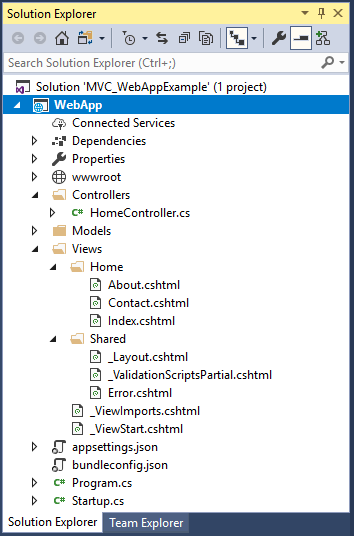 Solution Explorer
Search Solution Explorer (Ctrl+;)
Solution 'MVC_WebAppExample' (1 project)
WebApp
Connected Services
Dependencies
Properties
wwwroot
Controllers
C# HomeController.cs
Models
Views
Home
About.cshtml
Contact.cshtml
Index.cshtml
Shared
_Layout.cshtml
_ValidationScriptsPartial.cshtml
Error.cshtml
_ViewImports.cshtml
_ViewStart.cshtml
appsettings.json
bundleconfig.json
C# Program.cs
C# Startup.cs
Solution Explorer Team Explorer